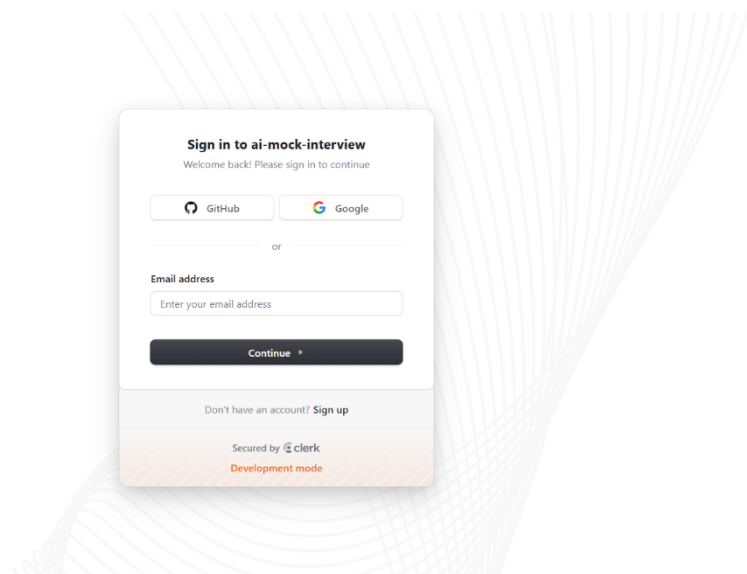 Sign in to ai-mock-interview
Welcome back! Please sign in to continue
GitHub
Google
or
Email address
Enter your email address
Continue
Don't have an account? Sign up
Secured by clerk
Development mode